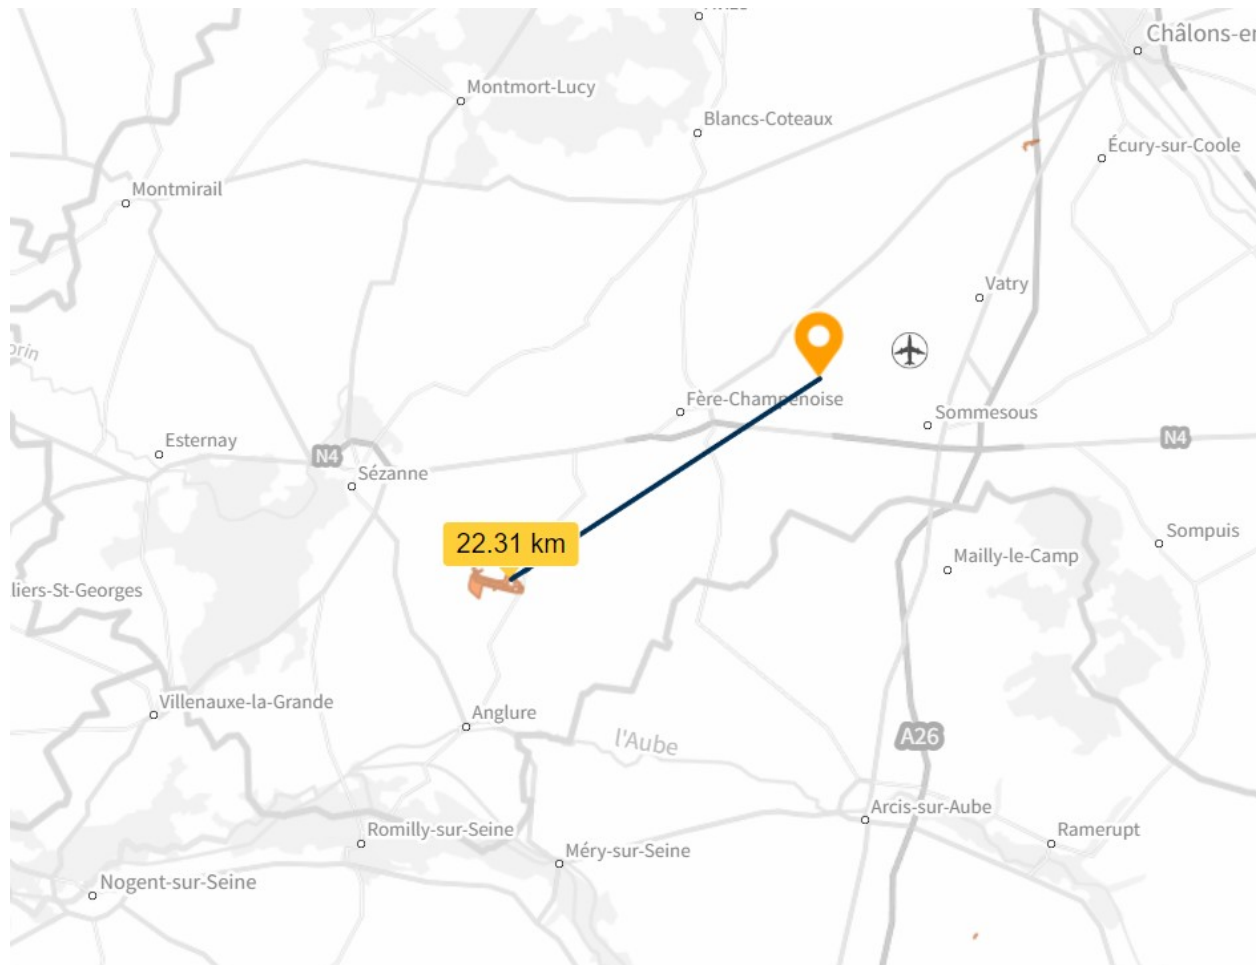 Châlons-en
Montmort-Lucy
Blancs-Coteaux
Écury-sur-Coole
Montmirail
Vatry
Fère-Champenoise
Sommesous
N4
Esternay
N4
Sézanne
Sompuis
22.31 km
Mailly-le-Camp
liers-St-Georges
Villenauxe-la-Grande
Anglure
l'Aube
A26
Arcis-sur-Aube
Romilly-sur-Seine
Ramerupt
Méry-sur-Seine
Nogent-sur-Seine